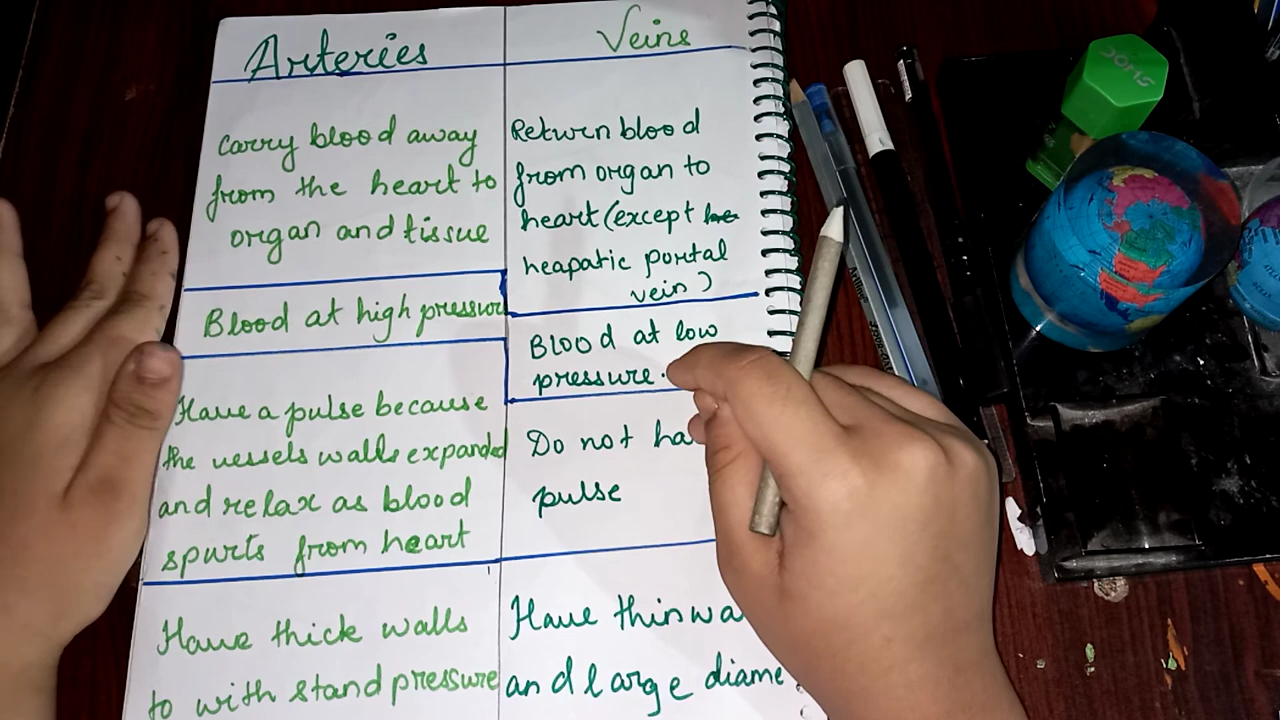 Arteries
Veins
Carry blood away
from the heart to
organ and tissue
Return blood
from organ to
heart (except
heapatic portal
vein)
Blood at high pressure
Blood at low
pressure.
Have a pulse because
the vessels walls expanded
and relax as blood
spurts from heart
Do not ha
pulse
Have thick walls
to with stand pressure
Have thin wa
and large diame